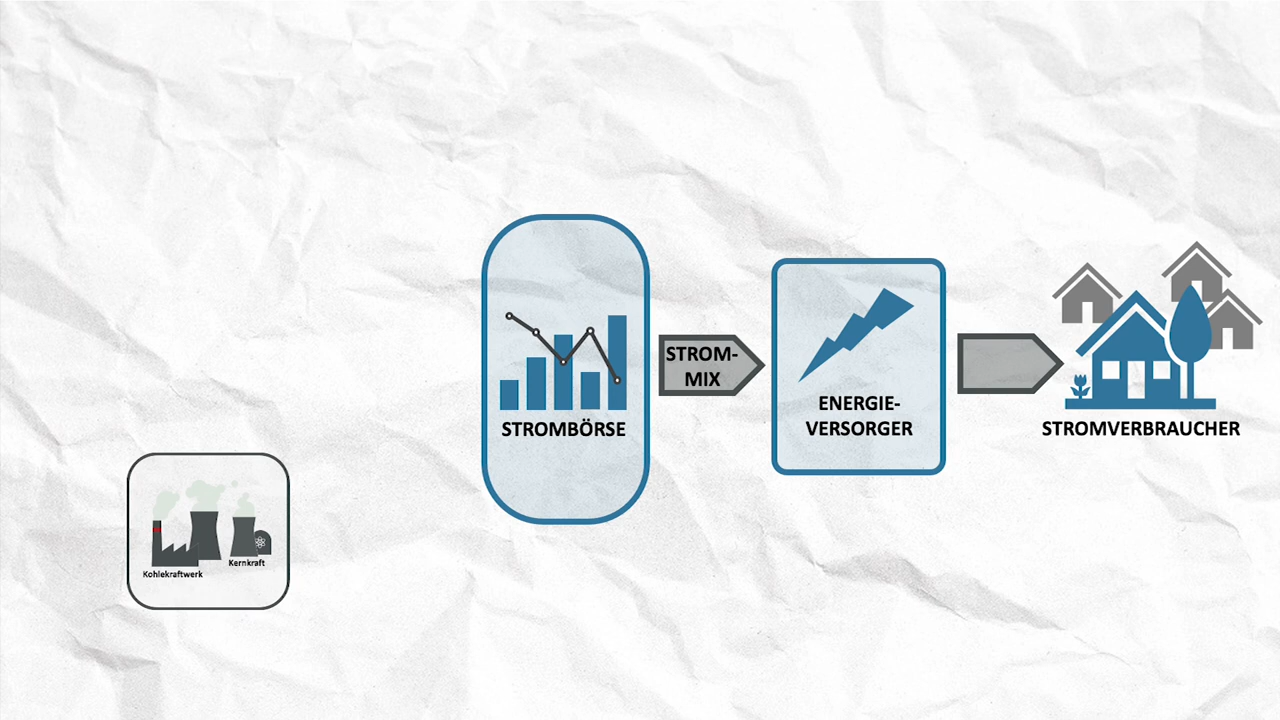 STROM-
MIX
STROMBÖRSE
ENERGIE-
VERSORGER
STROMVERBRAUCHER
Kohlekraftwerk
Kernkraft